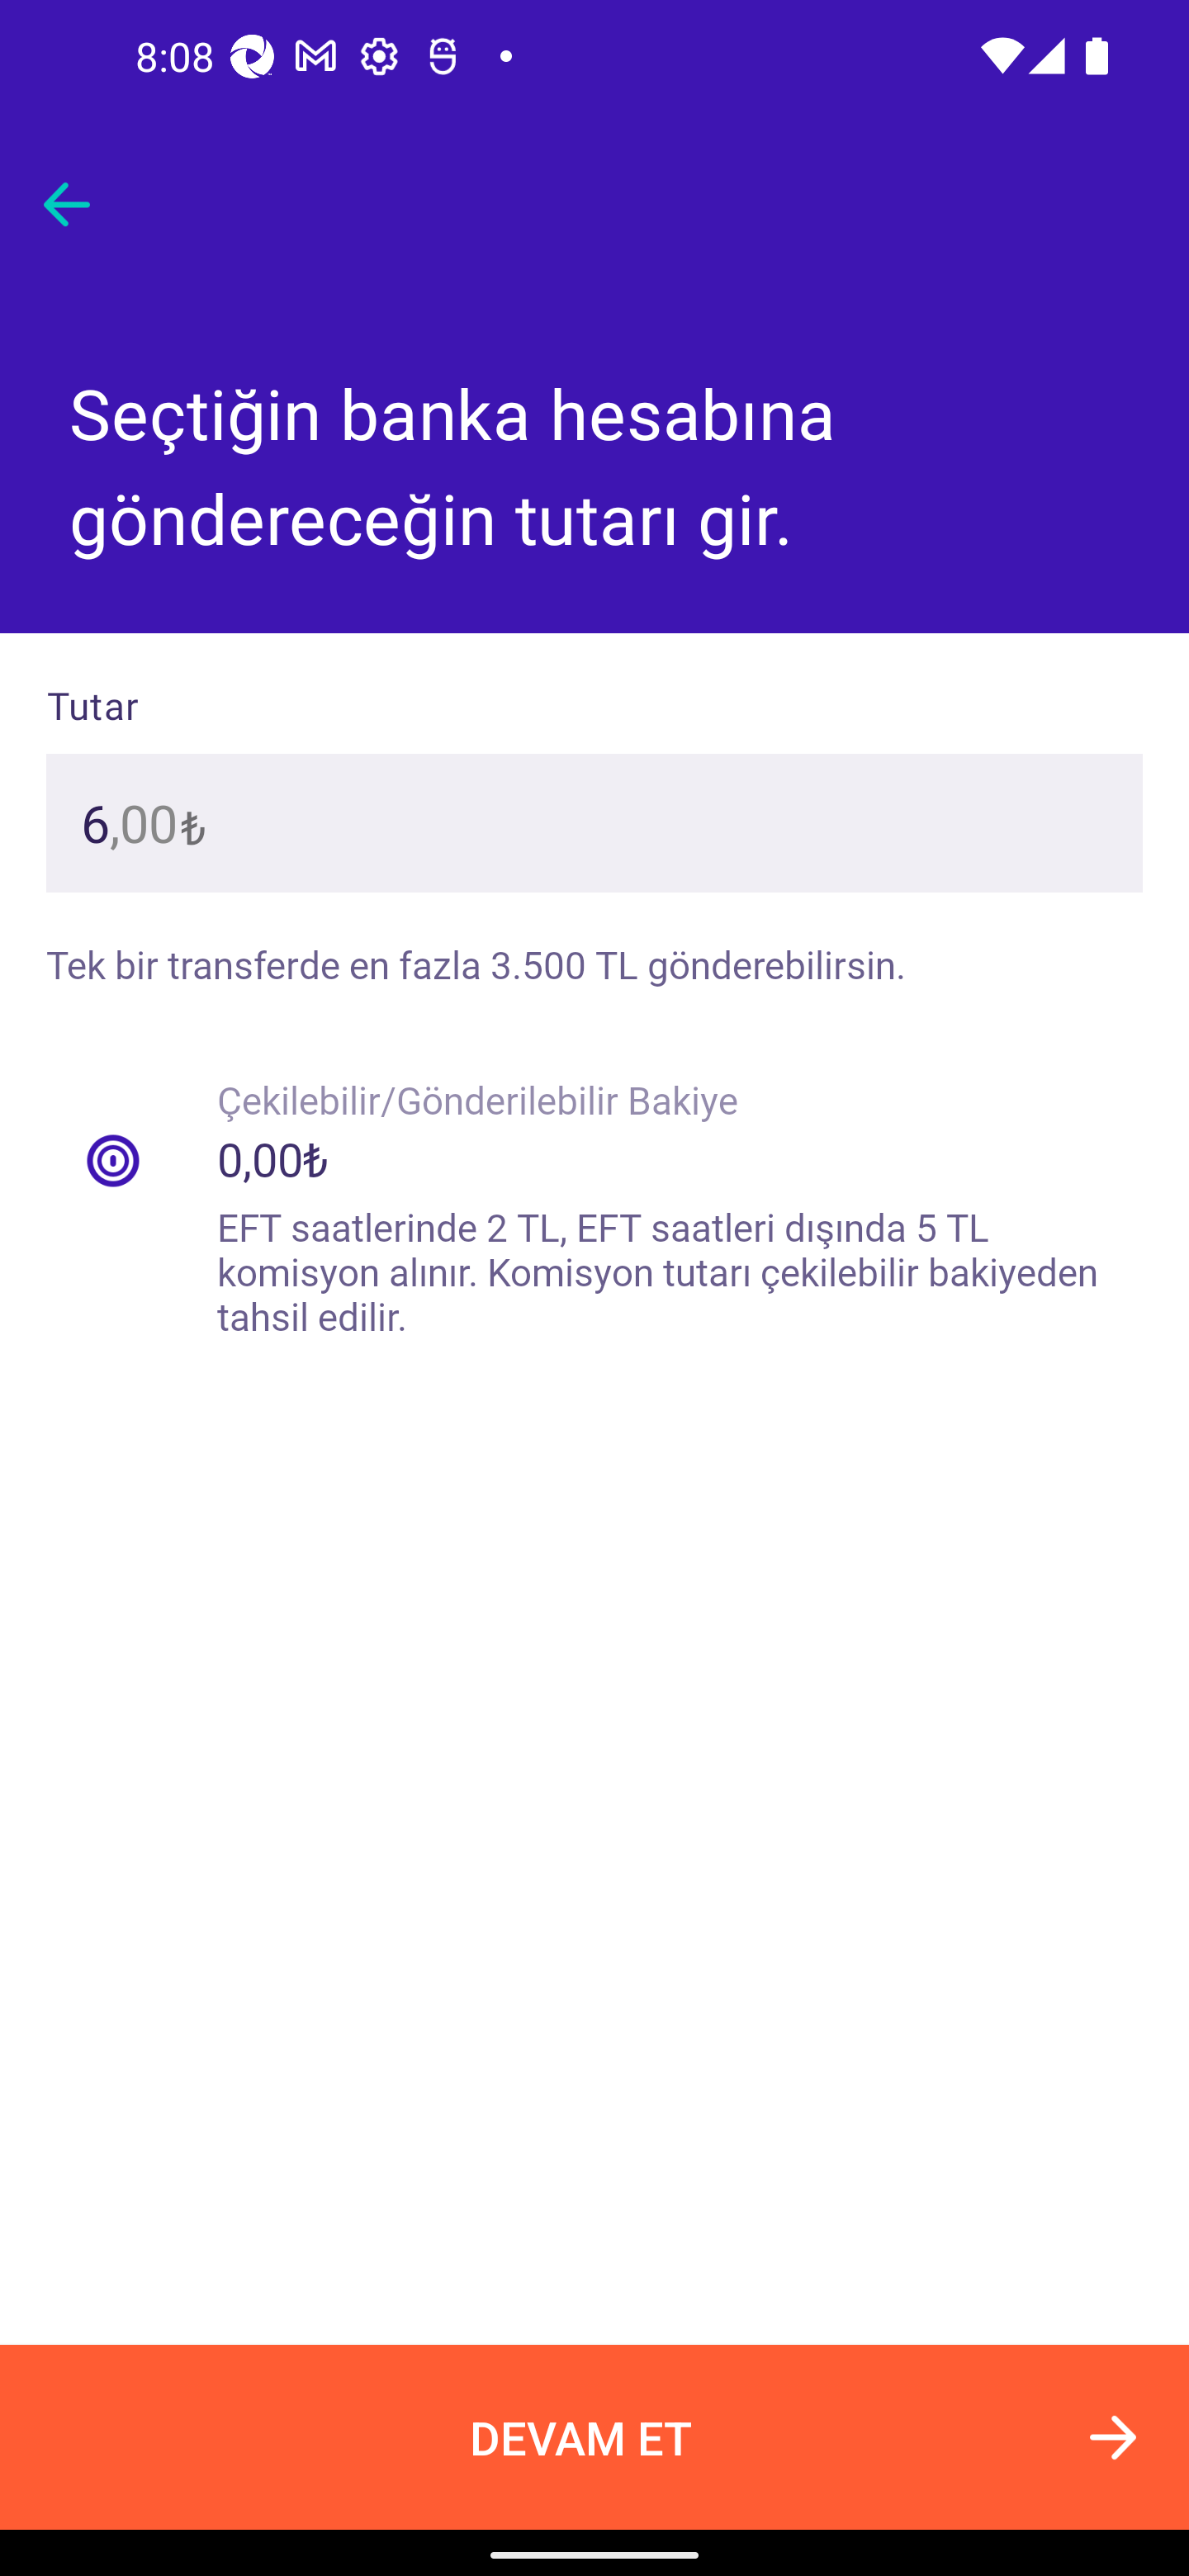 8:08
Seçtiğin banka hesabına
göndereceğin tutarı gir.
Tutar
6,00₺
Tek bir transferde en fazla 3.500 TL gönderebilirsin.
Çekilebilir/Gönderilebilir Bakiye
0,00₺
EFT saatlerinde 2 TL, EFT saatleri dışında 5 TL
komisyon alınır. Komisyon tutarı çekilebilir bakiyeden
tahsil edilir.
DEVAM ET